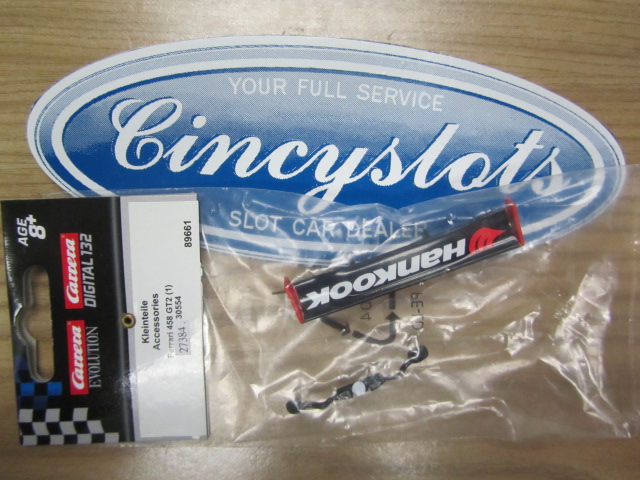 YOUR FULL SERVICE
Cincyslots
SLOT CAR DEALER
AGE
8+
Carrera
EVOLUTION
Carrera
DIGITAL 132
Kleinteile
Accessories
Ferrari 458 GT2 (1)
27384 30554
89661
HANKOOK